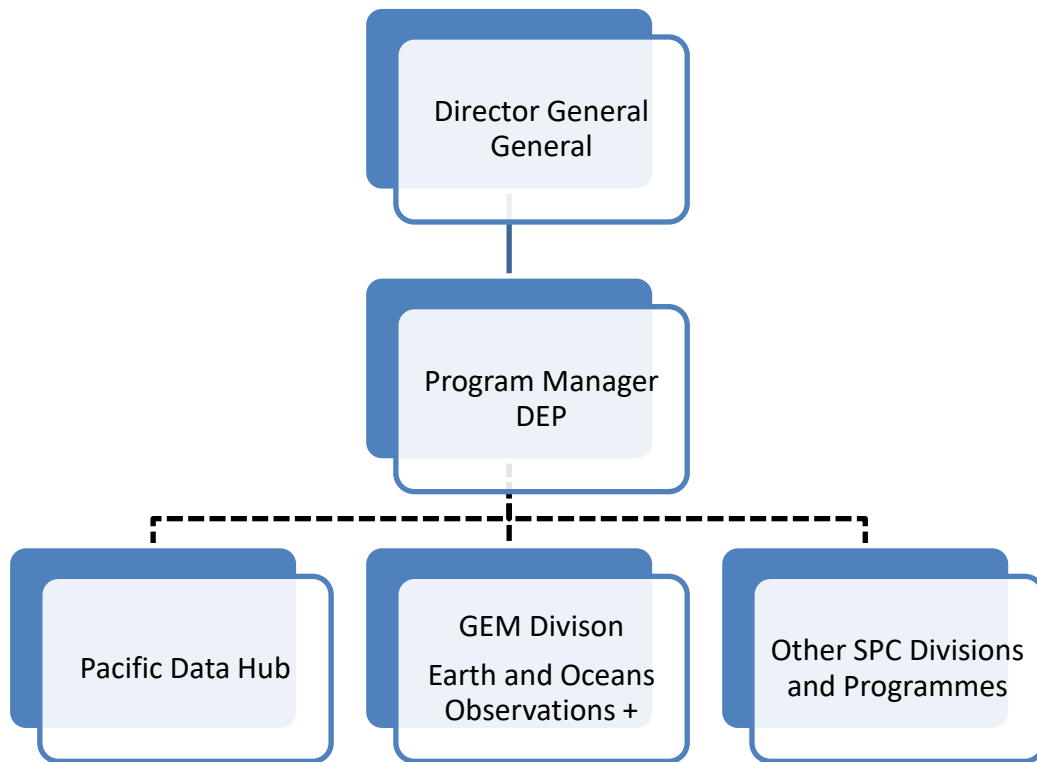 Director General
General
Program Manager
DEP
Pacific Data Hub
GEM Divison
Earth and Oceans
Observations +
Other SPC Divisions
and Programmes